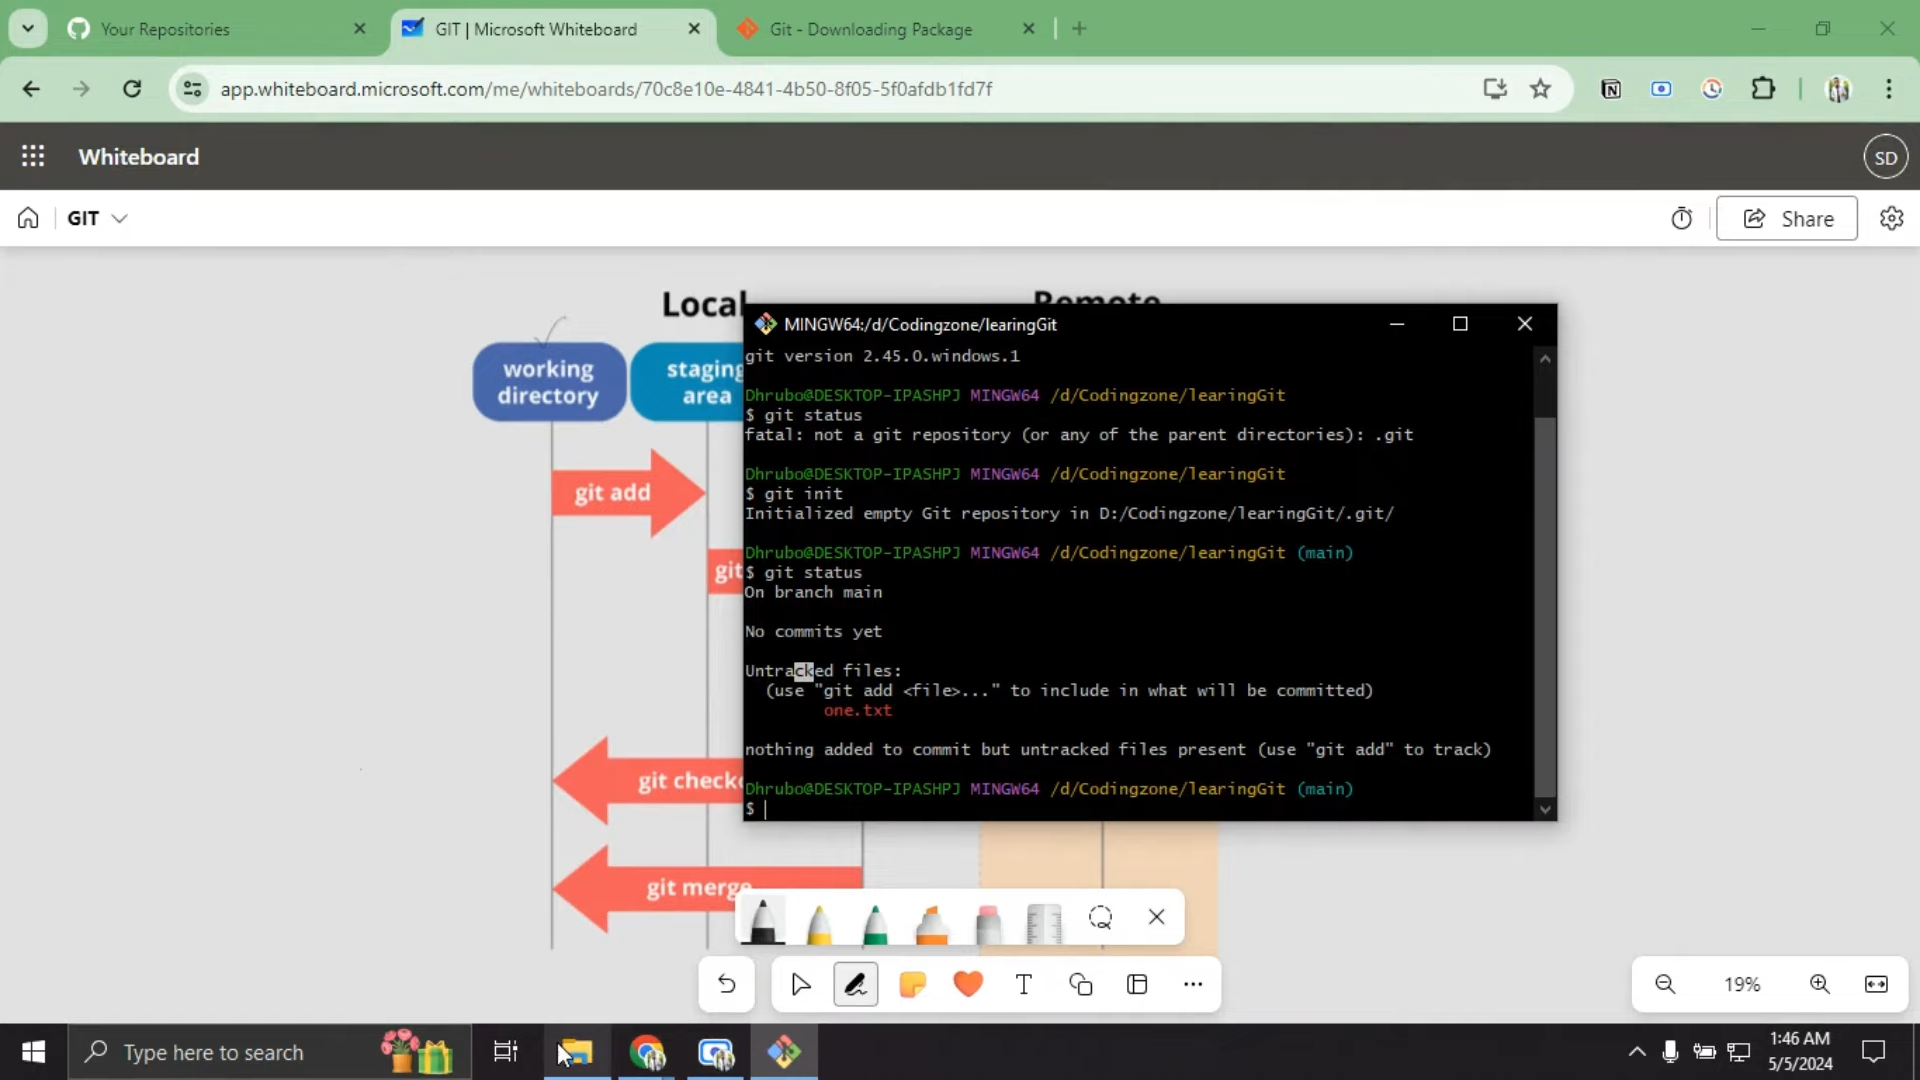 Your Repositories
GIT | Microsoft Whiteboard
Git - Downloading Package
app.whiteboard.microsoft.com/me/whiteboards/70c8e10e-4841-4b50-8f05-5f0afdb1fd7f
Whiteboard
SD
GIT
Share
Local
Remote
working
directory
staging
area
git add
git
git checko
git merge
MINGW64:/d/Codingzone/learingGit
git version 2.45.0.windows.1
Dhrubo@DESKTOP-IPASHPJ MINGW64 /d/Codingzone/learingGit
$ git status
fatal: not a git repository (or any of the parent directories): .git
Dhrubo@DESKTOP-IPASHPJ MINGW64 /d/Codingzone/learingGit
$ git init
Initialized empty Git repository in D:/Codingzone/learingGit/.git/
Dhrubo@DESKTOP-IPASHPJ MINGW64 /d/Codingzone/learingGit (main)
$ git status
On branch main
No commits yet
Untracked files:
(use "git add <file>..." to include in what will be committed)
one.txt
nothing added to commit but untracked files present (use "git add" to track)
Dhrubo@DESKTOP-IPASHPJ MINGW64 /d/Codingzone/learingGit (main)
$
19%
Type here to search
1:46 AM
5/5/2024